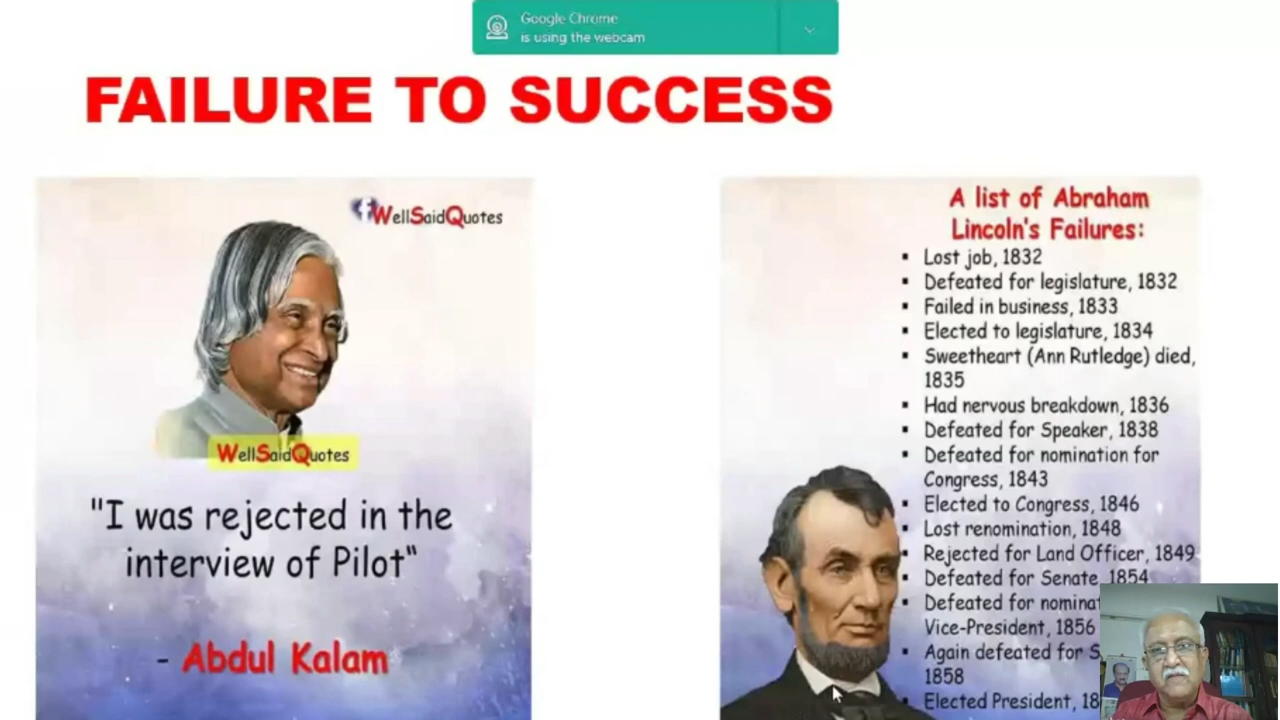 Google Chrome
is using the webcam
FAILURE TO SUCCESS
WellSaidQuotes
WellSaidQuotes
"I was rejected in the
interview of Pilot“
- Abdul Kalam
A list of Abraham
Lincoln's Failures:
▪ Lost job, 1832
▪ Defeated for legislature, 1832
▪ Failed in business, 1833
▪ Elected to legislature, 1834
▪ Sweetheart (Ann Rutledge) died,
1835
▪ Had nervous breakdown, 1836
▪ Defeated for Speaker, 1838
▪ Defeated for nomination for
Congress, 1843
▪ Elected to Congress, 1846
▪ Lost renomination, 1848
▪ Rejected for Land Officer, 1849
▪ Defeated for Senate, 1854
▪ Defeated for
Vice-President, 1856
▪ Again defeated for
1858
▪ Elected President,